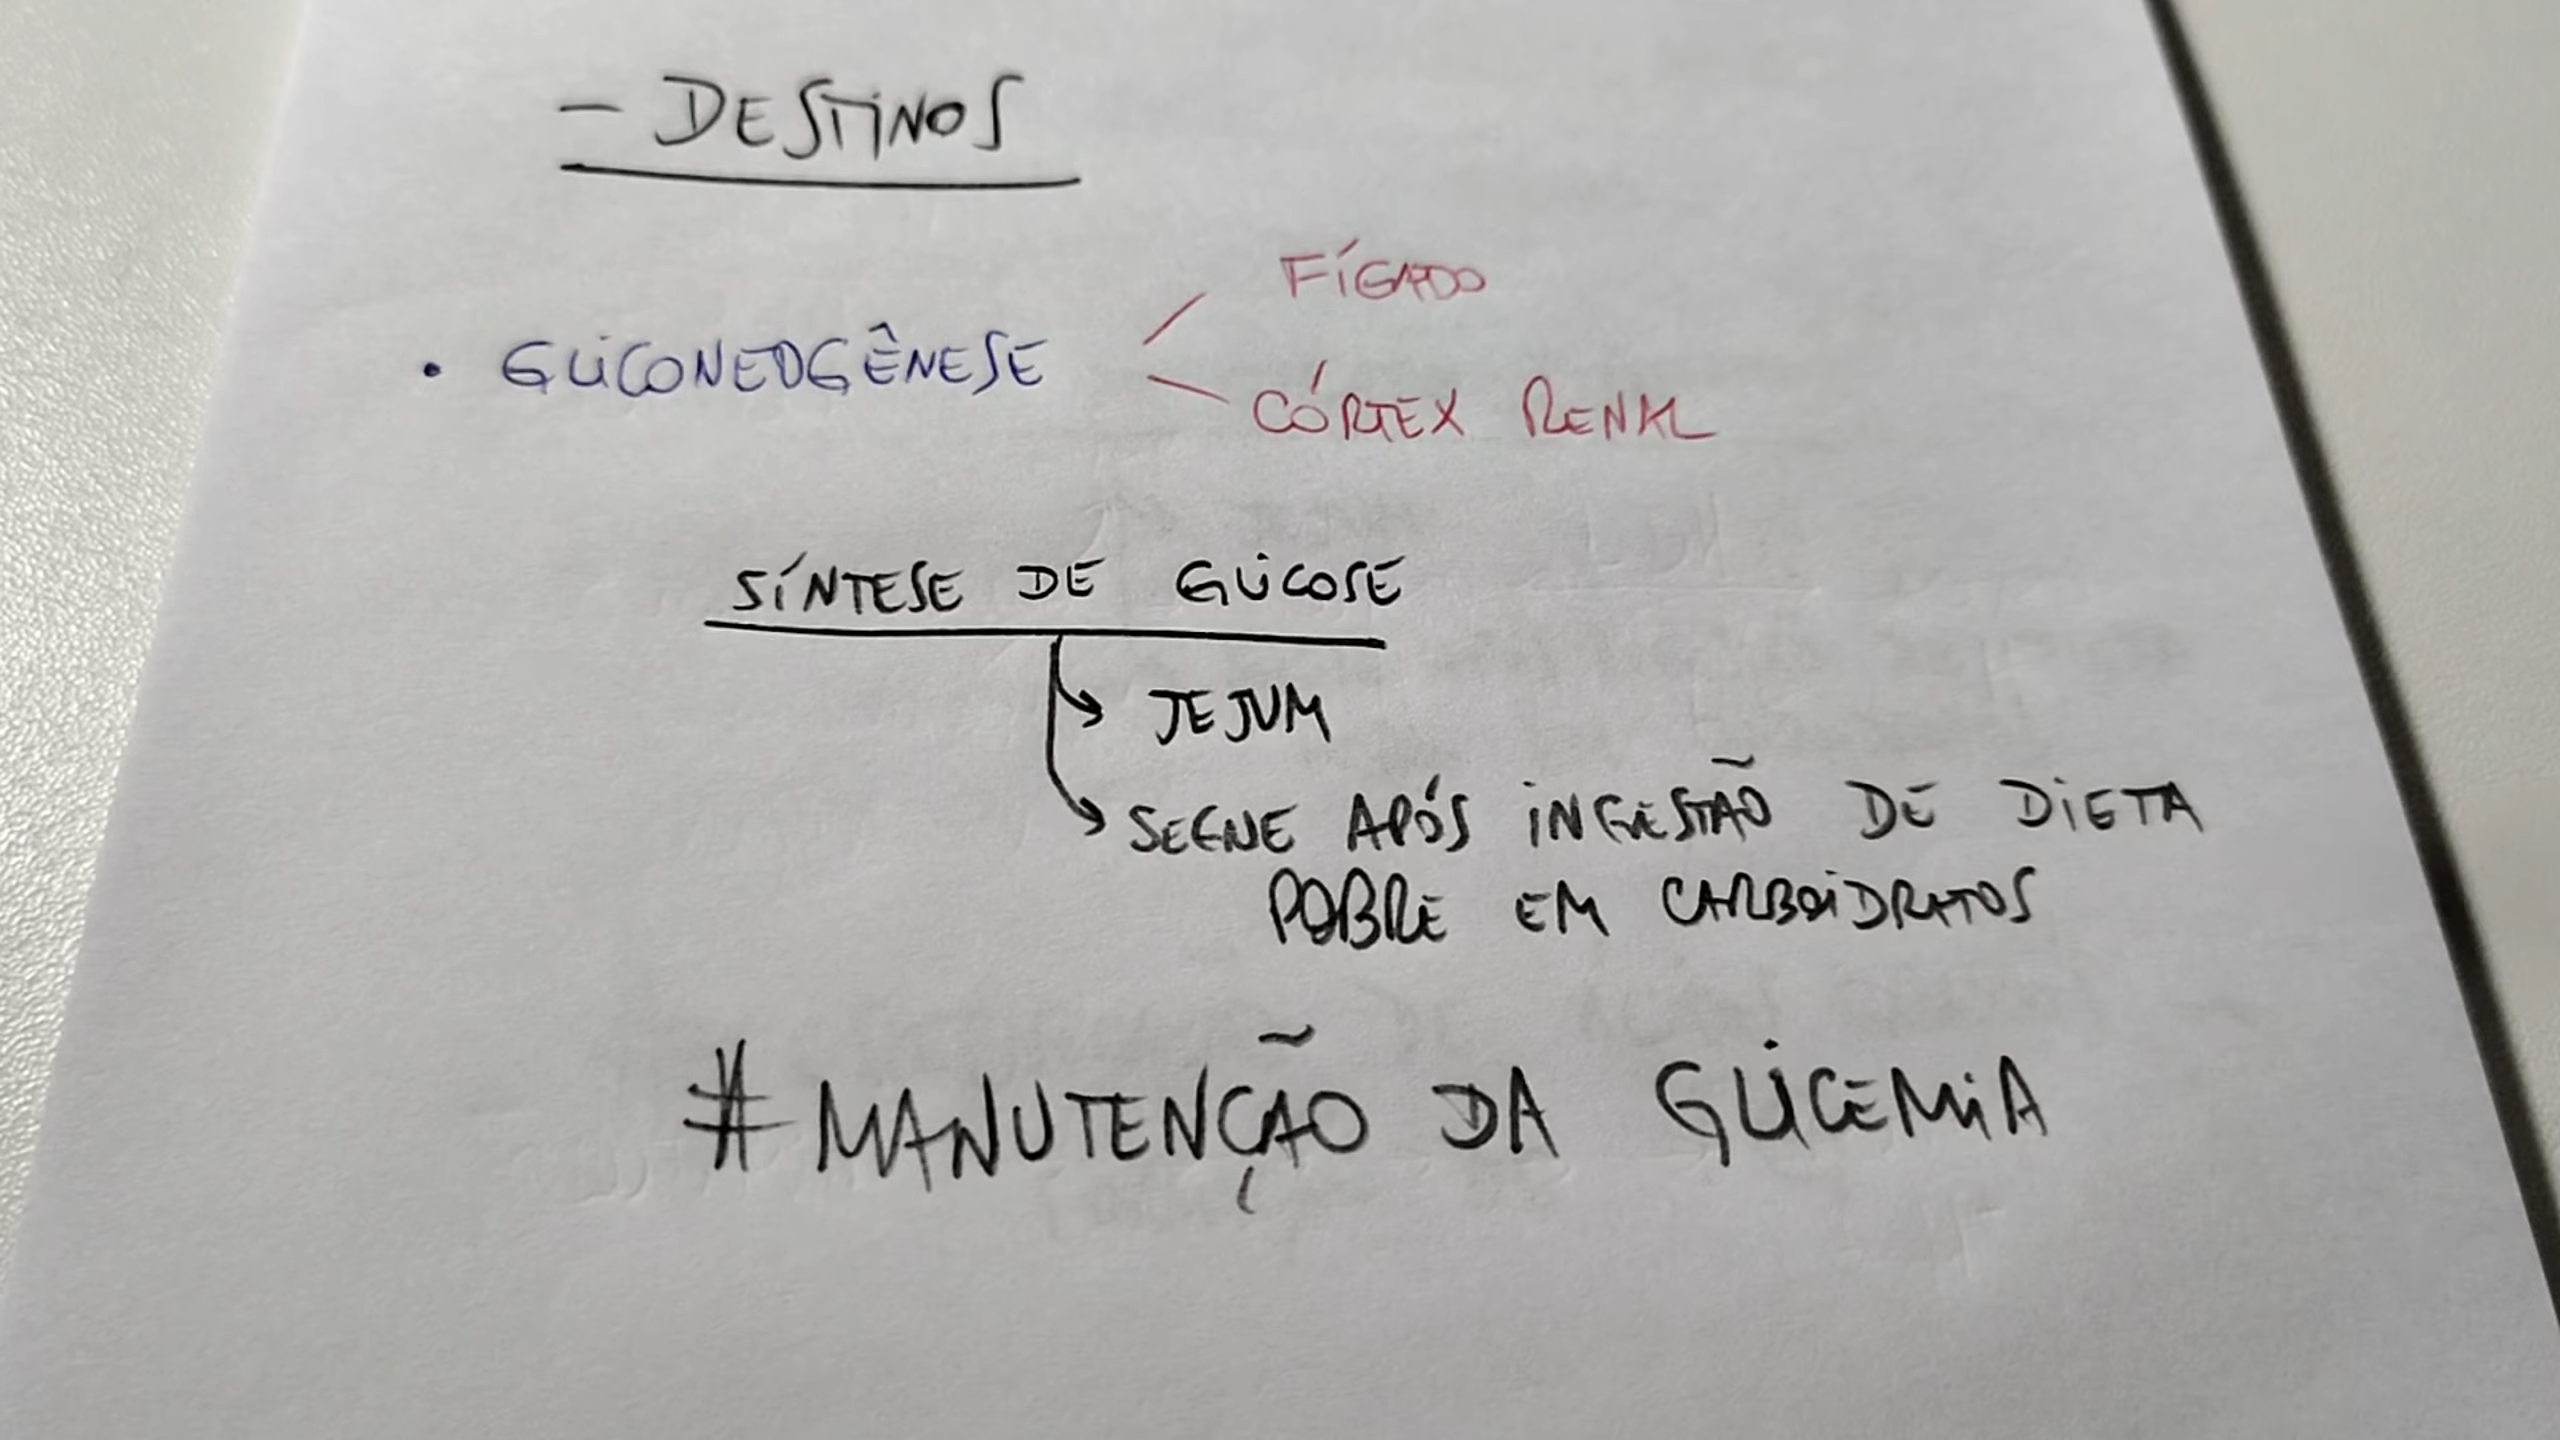 - DESTINOS
FÍGADO
• GLICONEOGÊNESE
CÓRTEX RENAL
SÍNTESE DE GLICOSE
JEJUM
SEGUE APÓS INGESTÃO DE DIETA
POBRE EM CARBOIDRATOS
# MANUTENÇÃO DA GLICEMIA